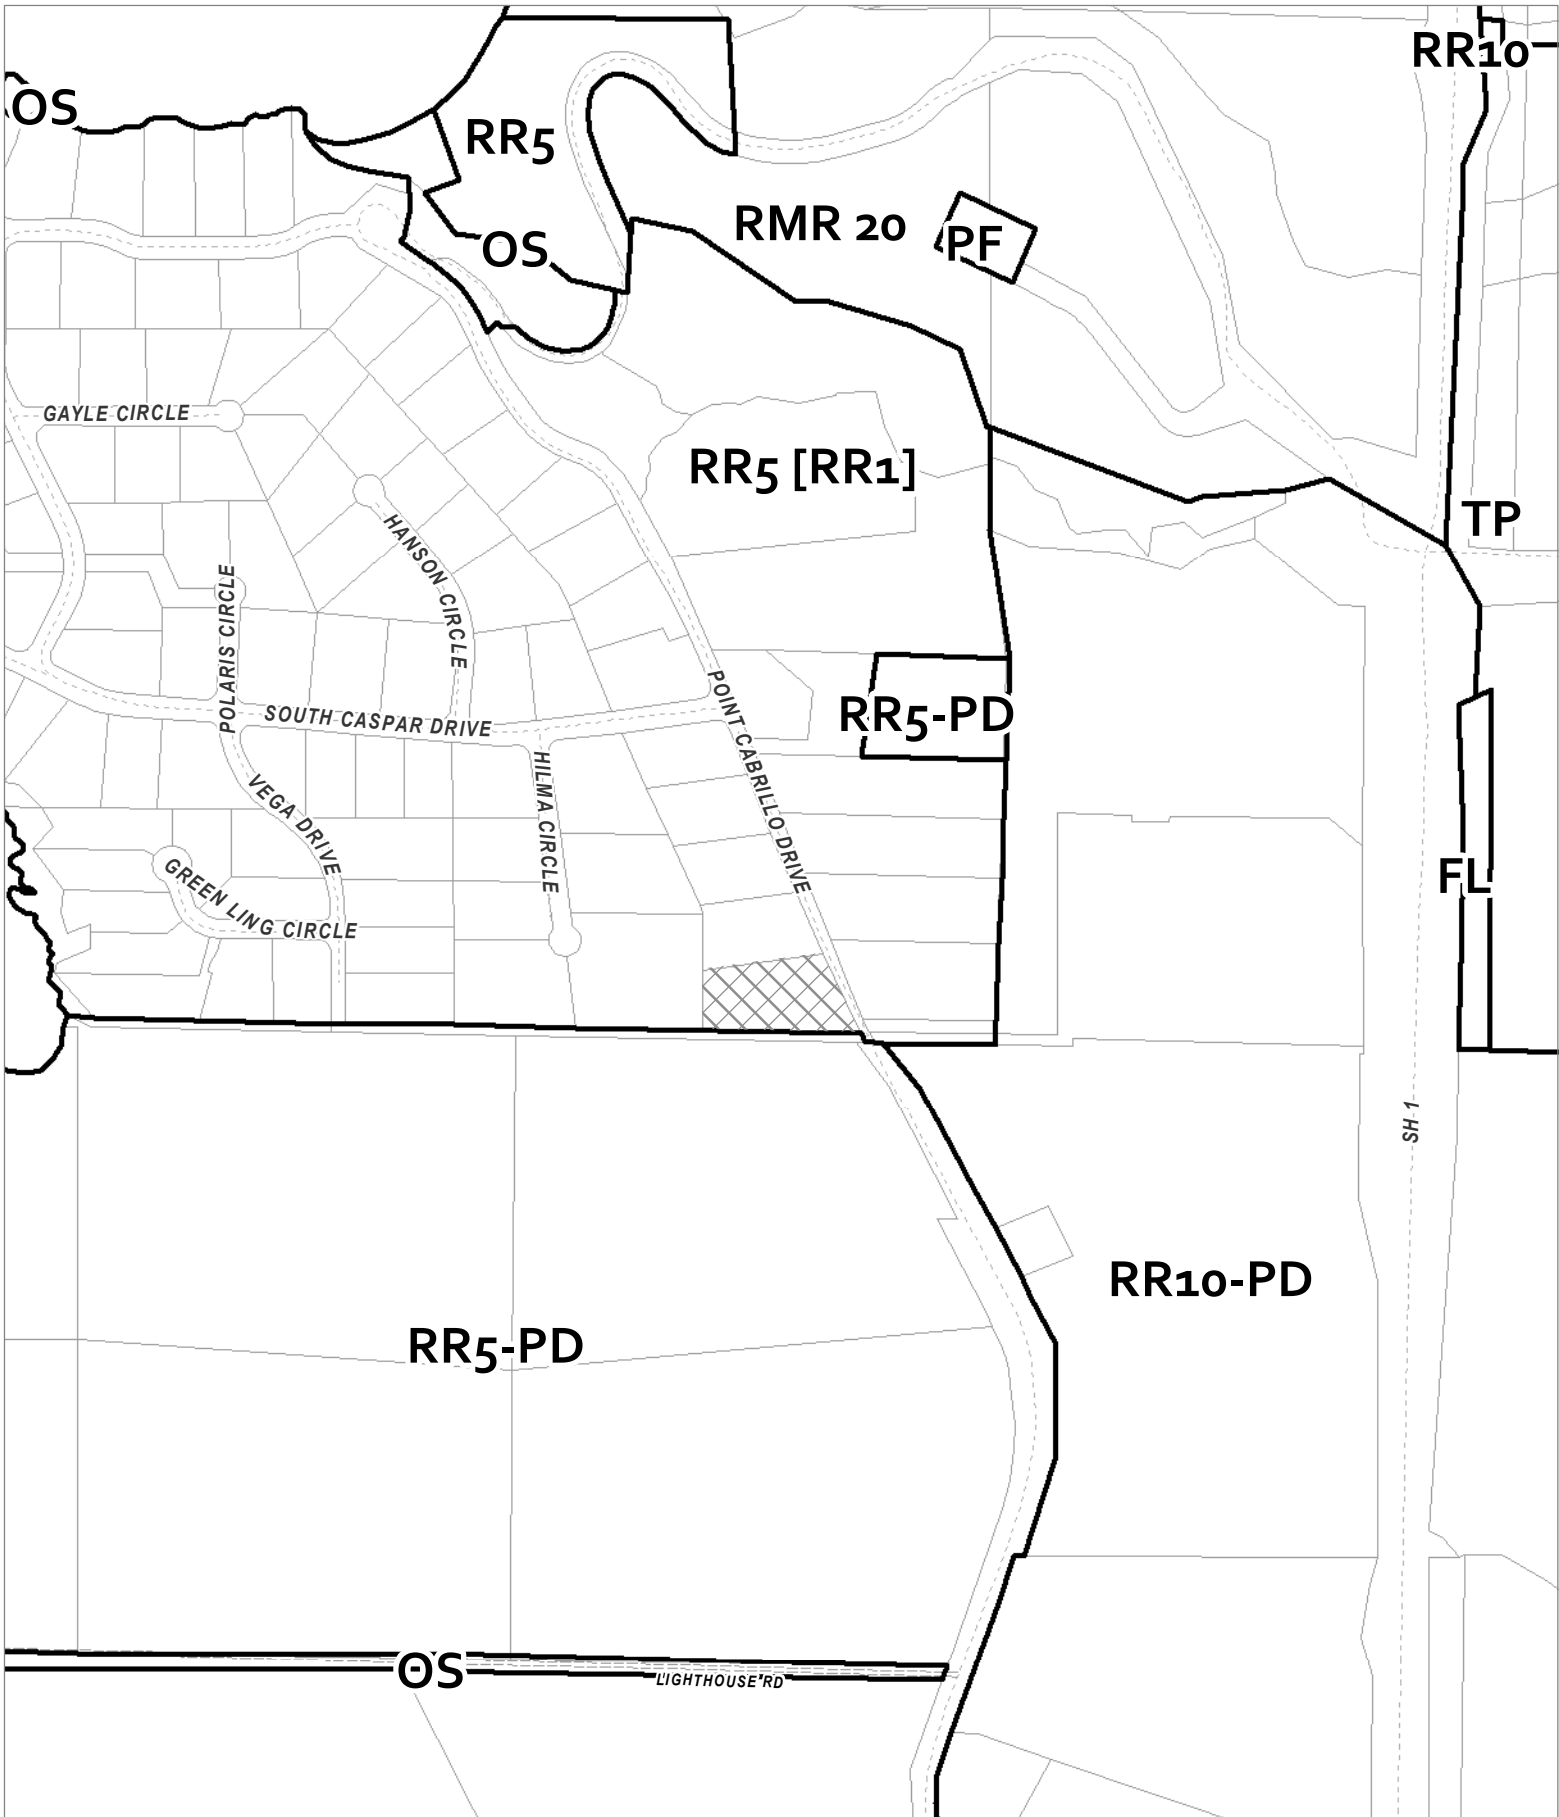 RR10
OS
RR5
RMR 20
PF
OS
GAYLE CIRCLE
RR5 [RR1]
HANSON CIRCLE
TP
POLARIS CIRCLE
SOUTH CASPAR DRIVE
POINT CABRILLO DRIVE
RR5-PD
VEGA DRIVE
HILMA CIRCLE
GREEN LING CIRCLE
FL
SH 1
RR10-PD
RR5-PD
OS
LIGHTHOUSE RD